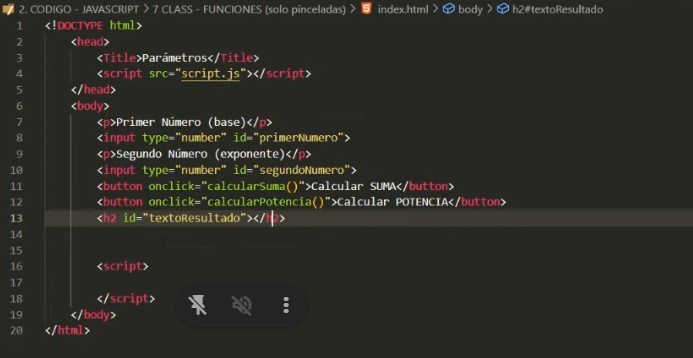 2. CODIGO - JAVASCRIPT > 7 CLASS - FUNCIONES (solo pinceladas) > index.html > body > h2#textoResultado
1 <!DOCTYPE html>
2 <head>
3 <Title>Parámetros</Title>
4 <script src="script.js"></script>
5 </head>
6 <body>
7 <p>Primer Número (base)</p>
8 <input type="number" id="primerNumero">
9 <p>Segundo Número (exponente)</p>
10 <input type="number" id="segundoNumero">
11 <button onclick="calcularSuma()">Calcular SUMA</button>
12 <button onclick="calcularPotencia()">Calcular POTENCIA</button>
13 <h2 id="textoResultado"></h2>
14
15
16 <script>
17
18 </script>
19 </body>
20 </html>